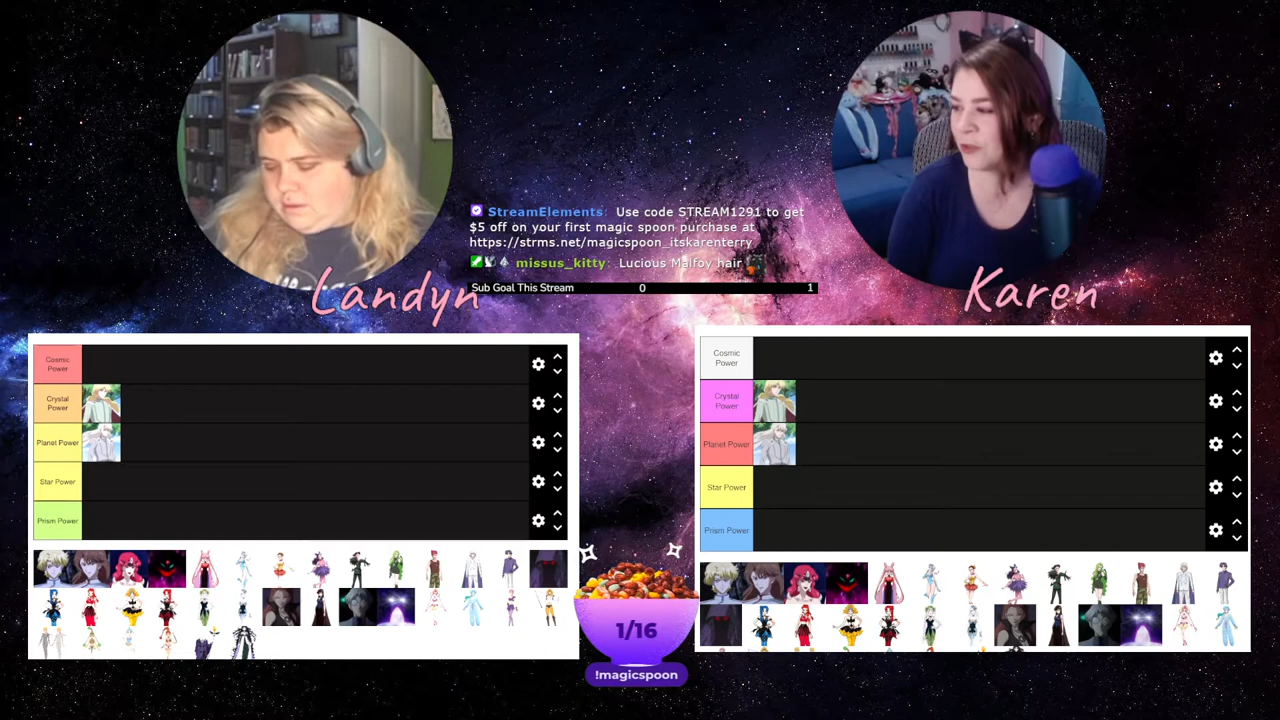 StreamElements: Use code STREAM1291 to get
$5 off on your first magic spoon purchase at
https://strms.net/magicspoon_itskarenterry
missus_kitty: Lucious Malfoy hair
Sub Goal This Stream 0 1
Landyn
Karen
Cosmic
Power
Crystal
Power
Planet Power
Star Power
Prism Power
Cosmic
Power
Crystal
Power
Planet Power
Star Power
Prism Power
1/16
!magicspoon